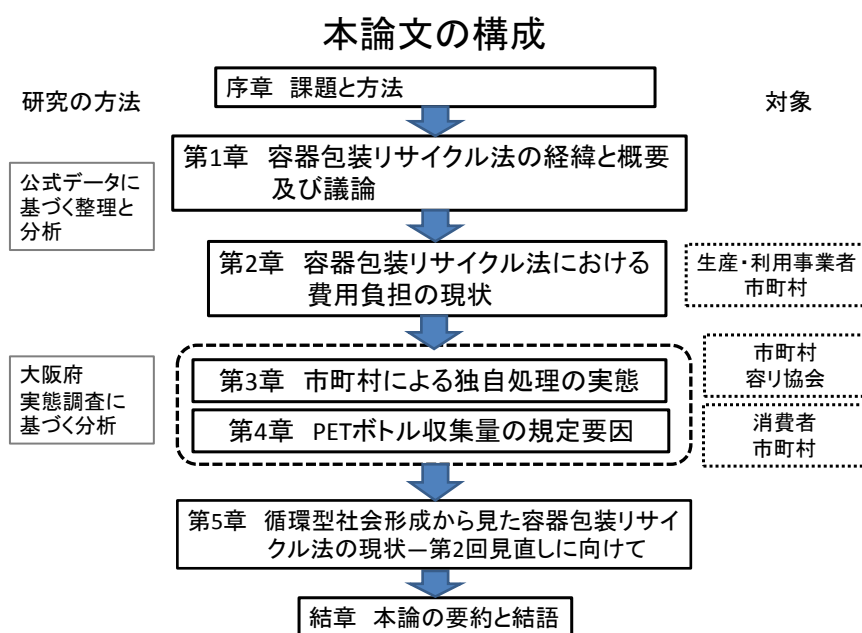 本論文の構成
研究の方法
対象
序章 課題と方法
第1章 容器包装リサイクル法の経緯と概要
及び議論
公式データに
基づく整理と
分析
第2章 容器包装リサイクル法における
費用負担の現状
生産・利用事業者
市町村
大阪府
実態調査に
基づく分析
第3章 市町村による独自処理の実態
市町村
容リ協会
第4章 PETボトル収集量の規定要因
消費者
市町村
第5章 循環型社会形成から見た容器包装リサイ
クル法の現状―第2回見直しに向けて
結章 本論の要約と結語